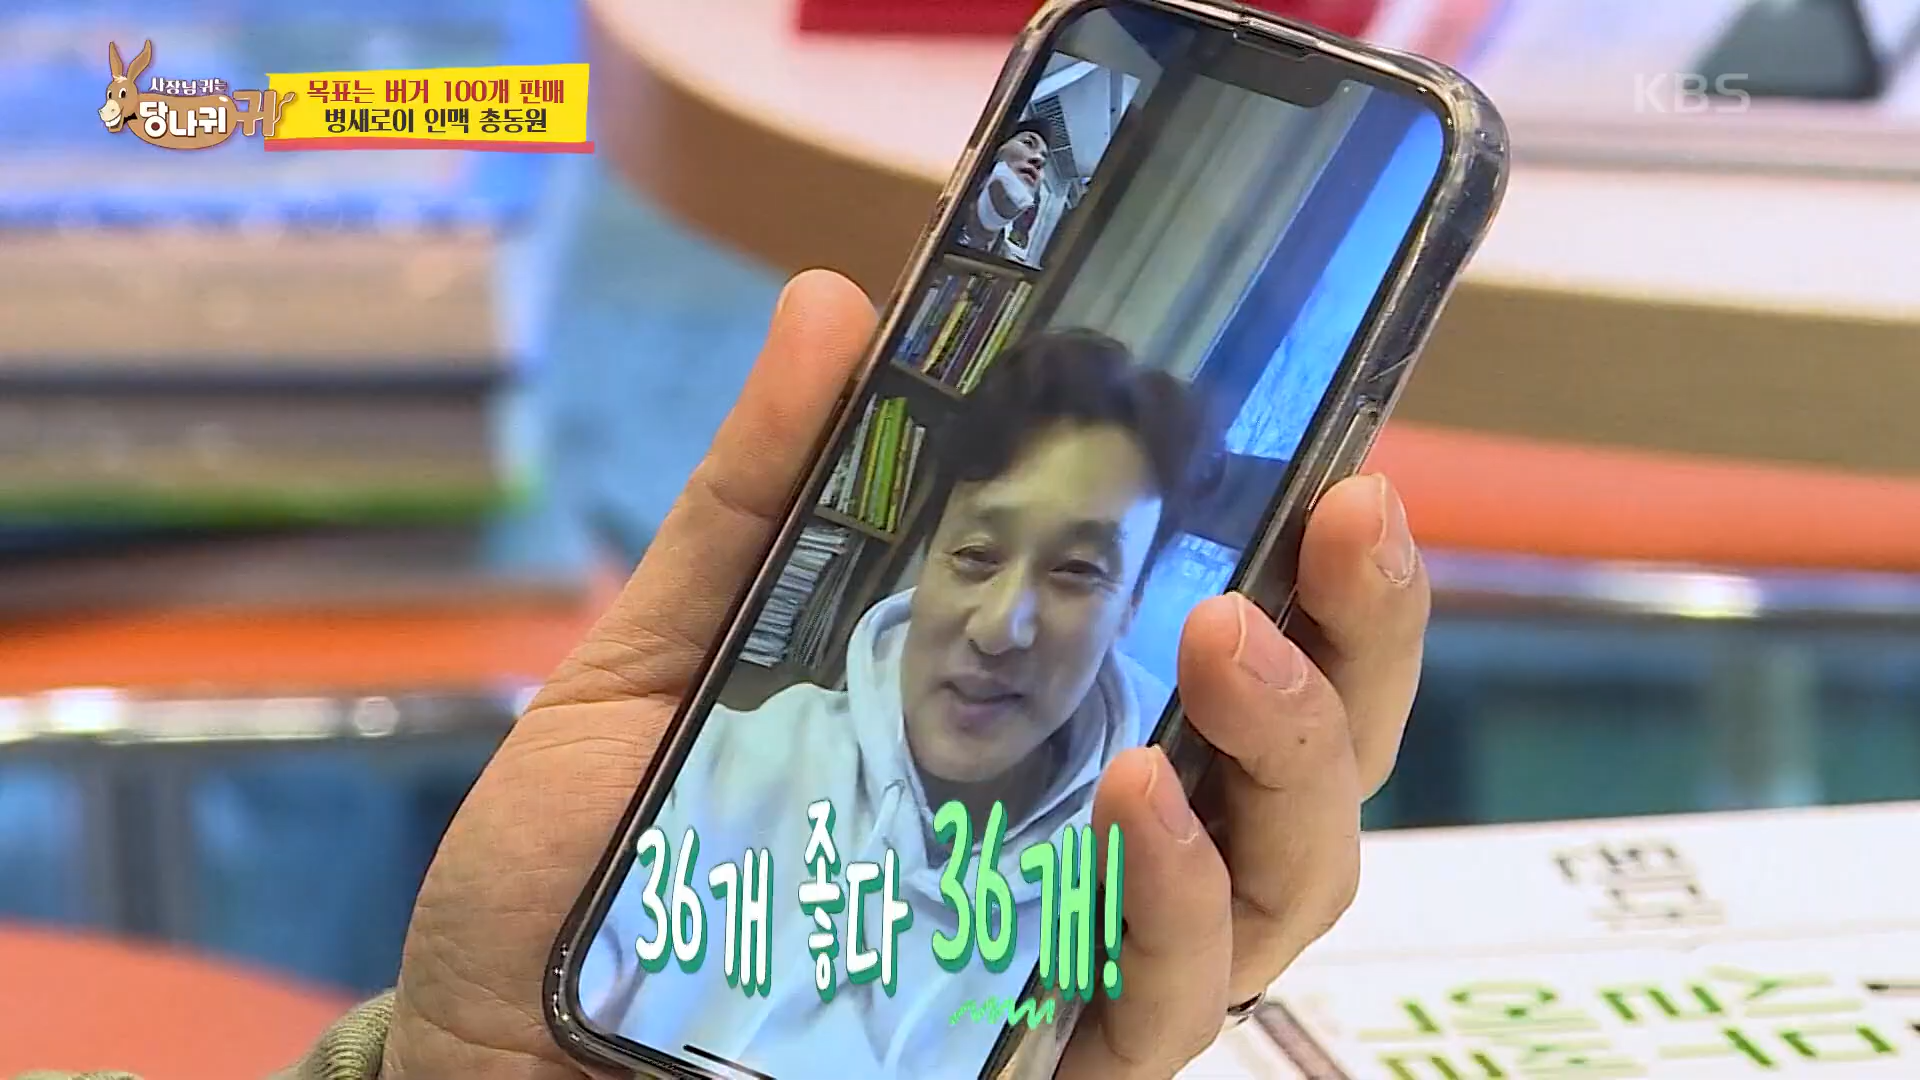 사장님 귀는
당나귀 귀
목표는 버거 100개 판매
병새로이 인맥 총동원
KBS
36개 좋다 36개!